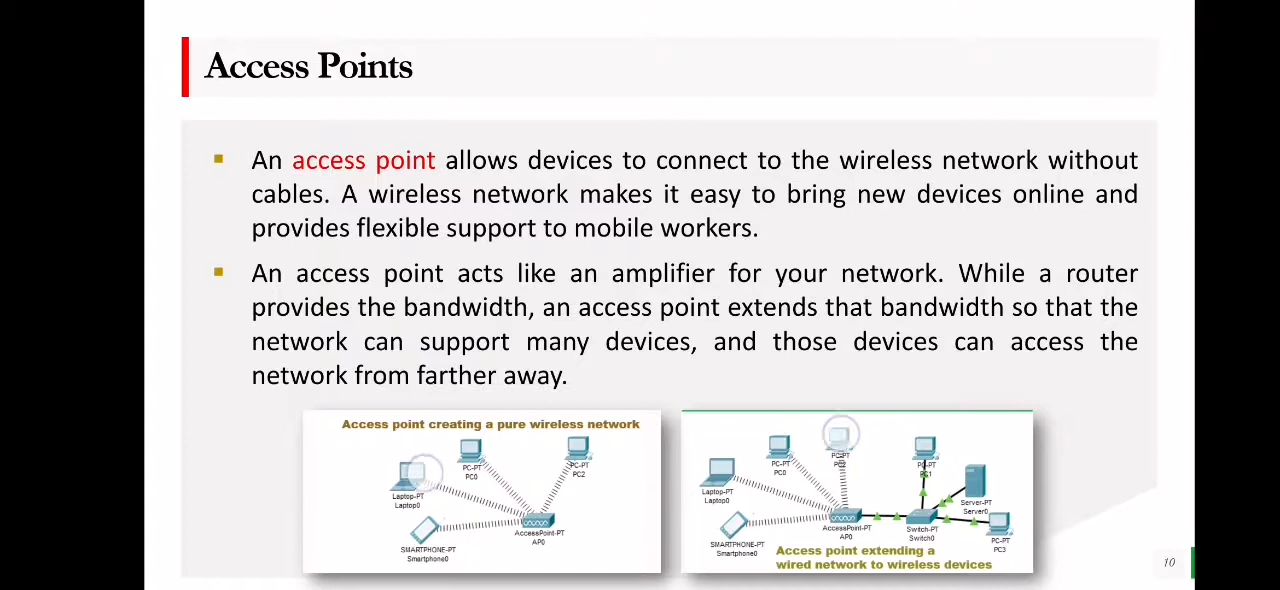 Access Points
An access point allows devices to connect to the wireless network without
cables. A wireless network makes it easy to bring new devices online and
provides flexible support to mobile workers.
An access point acts like an amplifier for your network. While a router
provides the bandwidth, an access point extends that bandwidth so that the
network can support many devices, and those devices can access the
network from farther away.
Access point creating a pure wireless network
PC-PT
PC0
PC-PT
PC2
Laptop-PT
Laptop0
AccessPoint-PT
AP0
SMARTPHONE-PT
Smartphone0
PC-PT
PC0
PC-PT
PC2
PC-PT
PC1
Laptop-PT
Laptop0
Server-PT
Server0
AccessPoint-PT
AP0
Switch-PT
Switch0
PC-PT
PC3
SMARTPHONE-PT
Smartphone0
Access point extending a
wired network to wireless devices
10